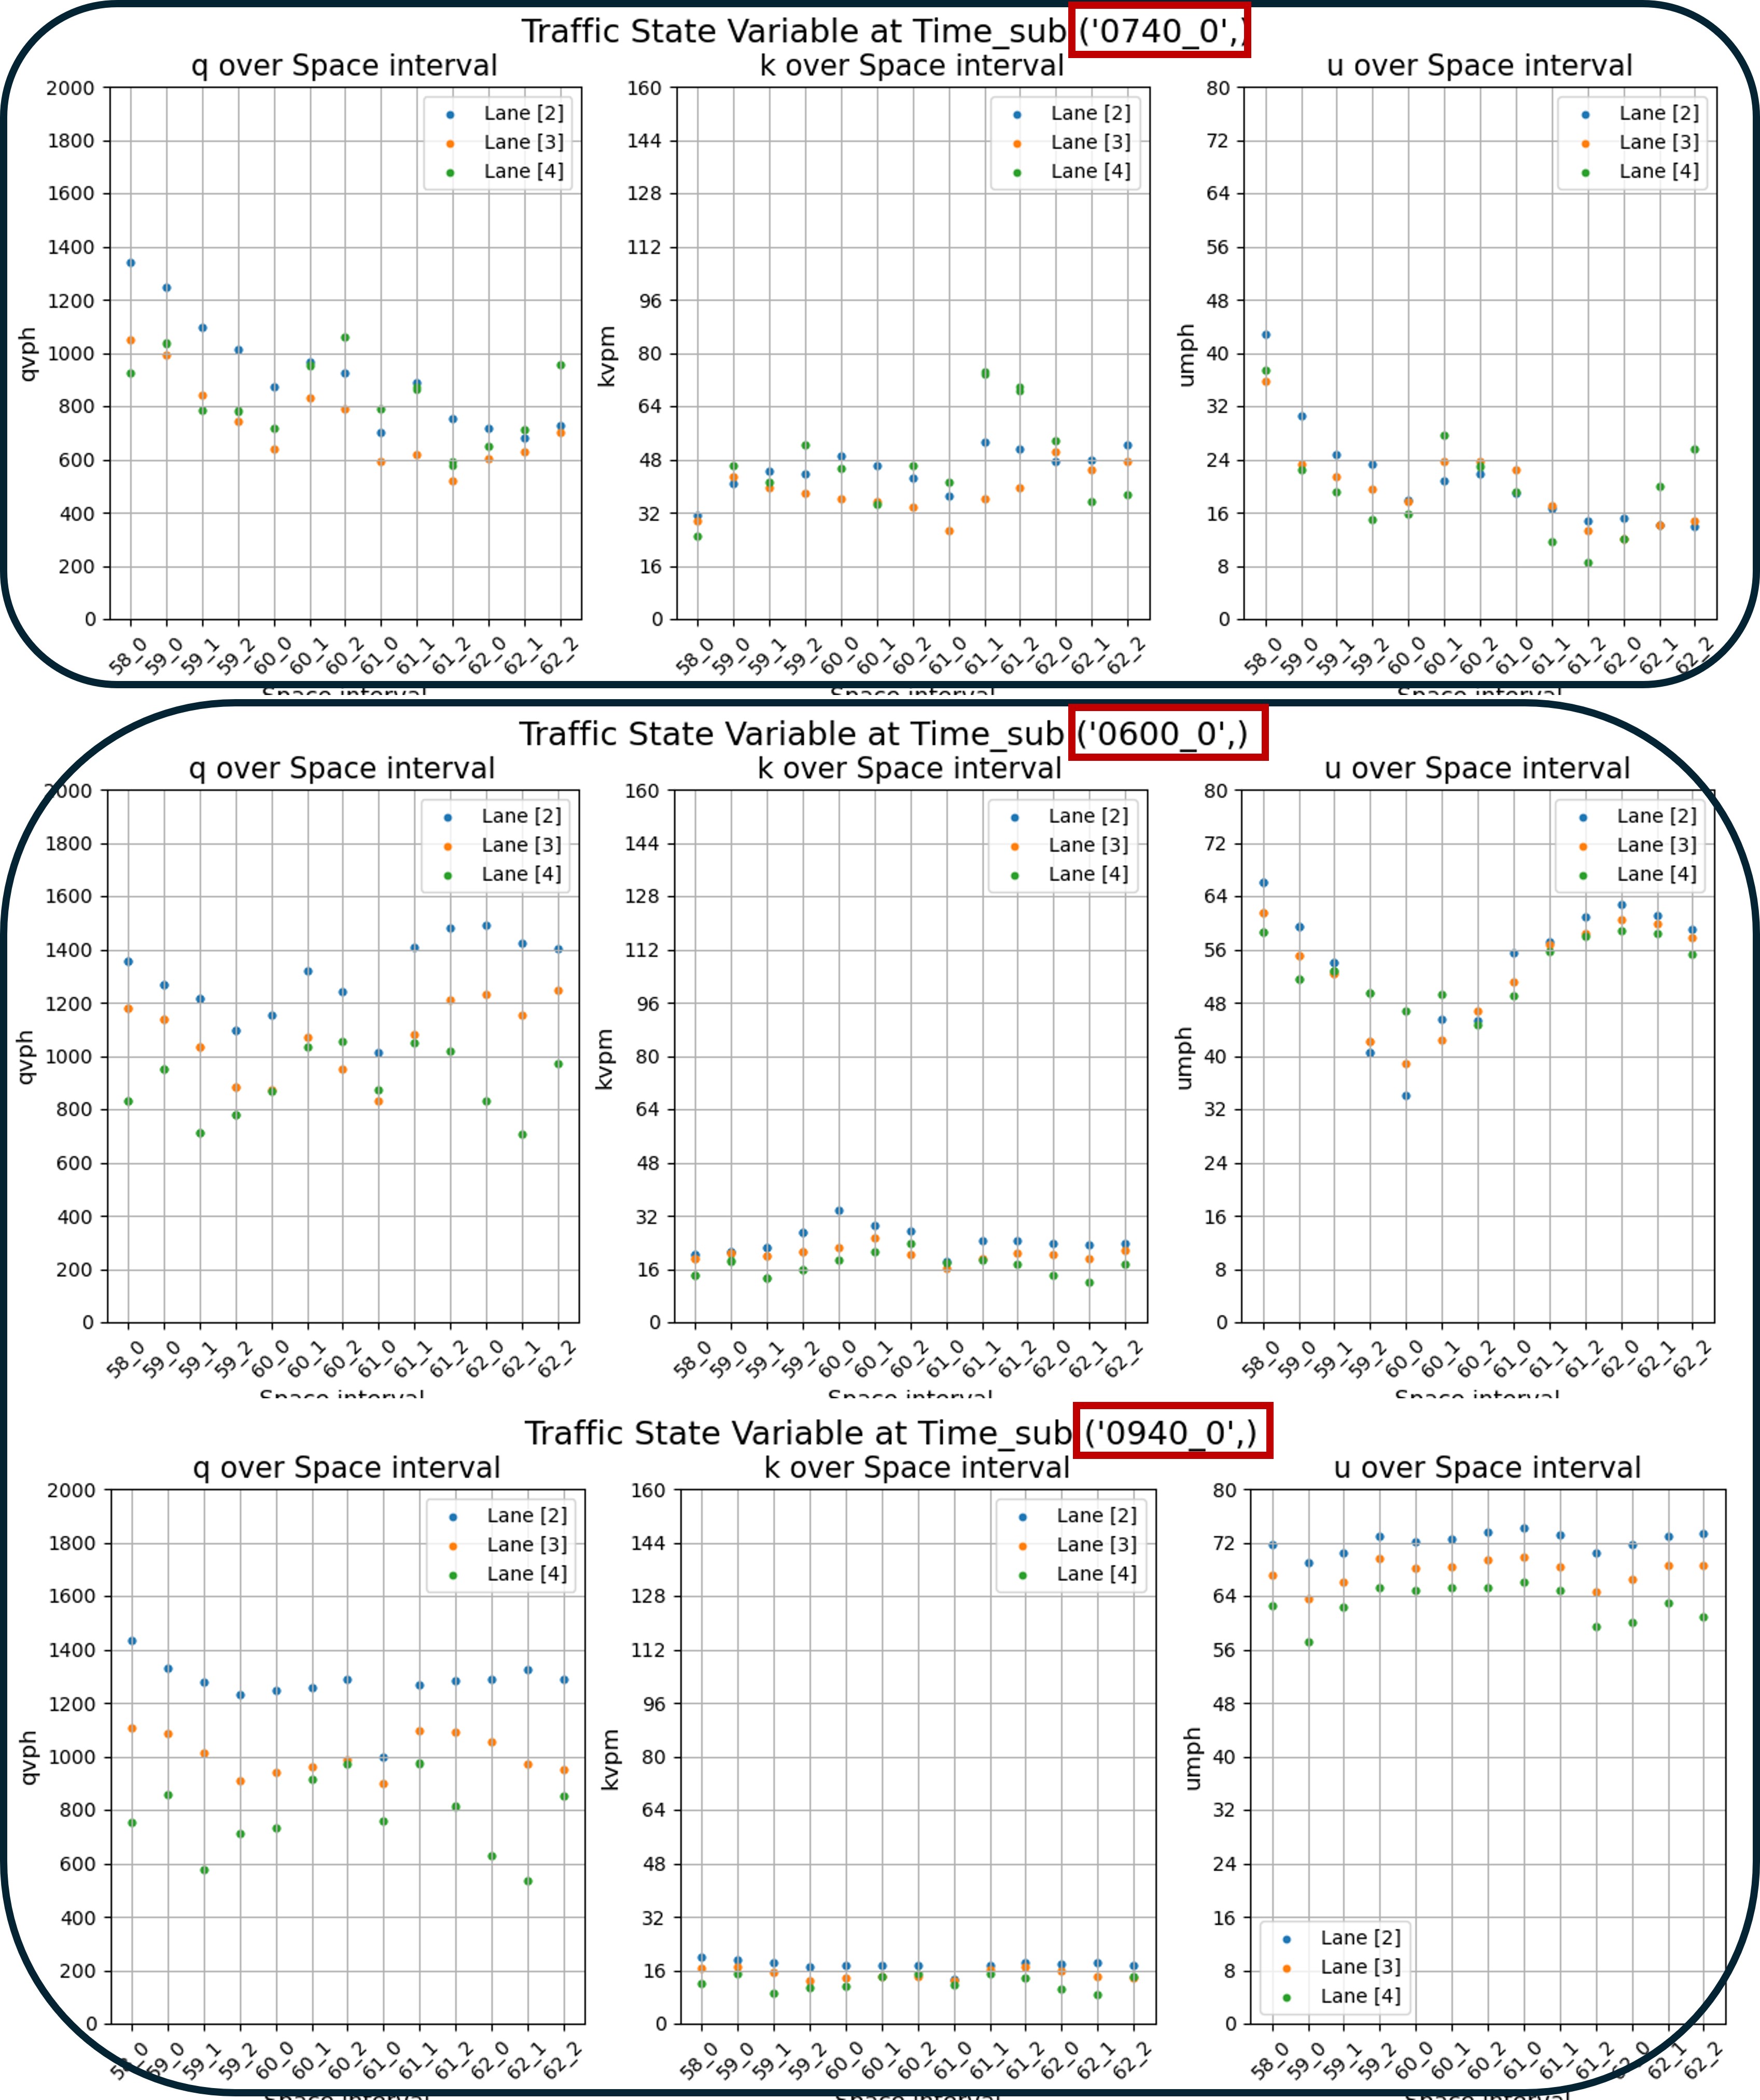 Traffic State Variable at Time_sub ('0740_0',)
q over Space interval
k over Space interval
u over Space interval
qvph
2000
1800
1600
1400
1200
1000
800
600
400
200
0
Lane [2]
Lane [3]
Lane [4]
58_0 59_0 59_1 59_2 60_0 60_1 60_2 61_0 61_1 61_2 62_0 62_1 62_2
Space interval
kvpm
160
144
128
112
96
80
64
48
32
16
0
Lane [2]
Lane [3]
Lane [4]
58_0 59_0 59_1 59_2 60_0 60_1 60_2 61_0 61_1 61_2 62_0 62_1 62_2
Space interval
umph
80
72
64
56
48
40
32
24
16
8
0
Lane [2]
Lane [3]
Lane [4]
58_0 59_0 59_1 59_2 60_0 60_1 60_2 61_0 61_1 61_2 62_0 62_1 62_2
Space interval
Traffic State Variable at Time_sub ('0600_0',)
q over Space interval
k over Space interval
u over Space interval
qvph
2000
1800
1600
1400
1200
1000
800
600
400
200
0
Lane [2]
Lane [3]
Lane [4]
58_0 59_0 59_1 59_2 60_0 60_1 60_2 61_0 61_1 61_2 62_0 62_1 62_2
Space interval
kvpm
160
144
128
112
96
80
64
48
32
16
0
Lane [2]
Lane [3]
Lane [4]
58_0 59_0 59_1 59_2 60_0 60_1 60_2 61_0 61_1 61_2 62_0 62_1 62_2
Space interval
umph
80
72
64
56
48
40
32
24
16
8
0
Lane [2]
Lane [3]
Lane [4]
58_0 59_0 59_1 59_2 60_0 60_1 60_2 61_0 61_1 61_2 62_0 62_1 62_2
Space interval
Traffic State Variable at Time_sub ('0940_0',)
q over Space interval
k over Space interval
u over Space interval
qvph
2000
1800
1600
1400
1200
1000
800
600
400
200
0
Lane [2]
Lane [3]
Lane [4]
58_0 59_0 59_1 59_2 60_0 60_1 60_2 61_0 61_1 61_2 62_0 62_1 62_2
kvpm
160
144
128
112
96
80
64
48
32
16
0
Lane [2]
Lane [3]
Lane [4]
58_0 59_0 59_1 59_2 60_0 60_1 60_2 61_0 61_1 61_2 62_0 62_1 62_2
umph
80
72
64
56
48
40
32
24
16
8
0
Lane [2]
Lane [3]
Lane [4]
58_0 59_0 59_1 59_2 60_0 60_1 60_2 61_0 61_1 61_2 62_0 62_1 62_2